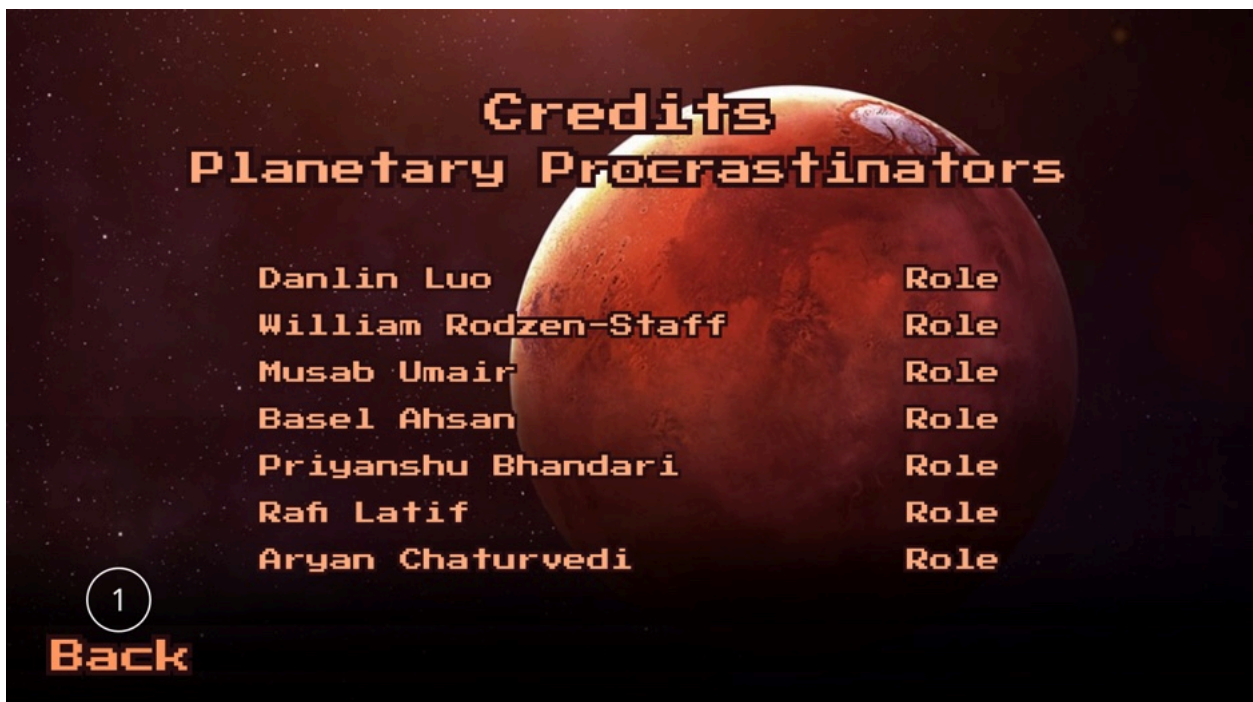 Credits
Planetary Procrastinators
Danlin Luo Role
William Rodzen-Staff Role
Musab Umair Role
Basel Ahsan Role
Priyanshu Bhandari Role
Rafi Latif Role
Aryan Chaturvedi Role
1
Back